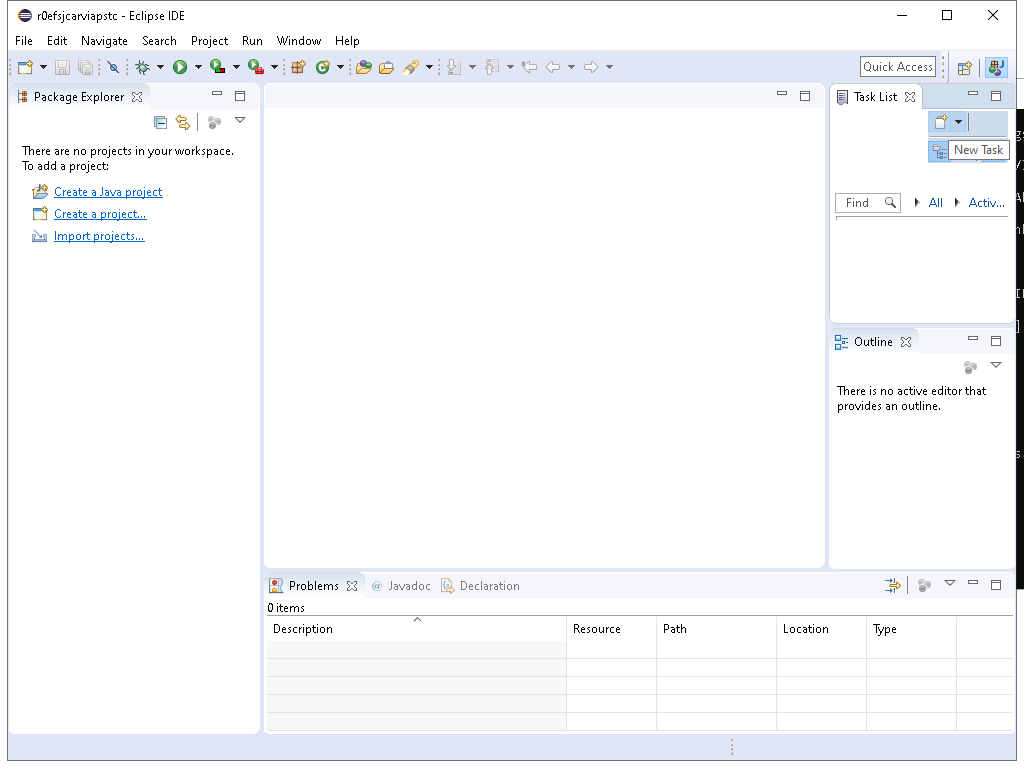 r0efsjcarviapstc - Eclipse IDE
File Edit Navigate Search Project Run Window Help
Quick Access
Package Explorer
There are no projects in your workspace.
To add a project:
Create a Java project
Create a project...
Import projects...
Task List
New Task
Find
All
Activ...
Outline
There is no active editor that
provides an outline.
Problems @ Javadoc Declaration
0 items
Description Resource Path Location Type